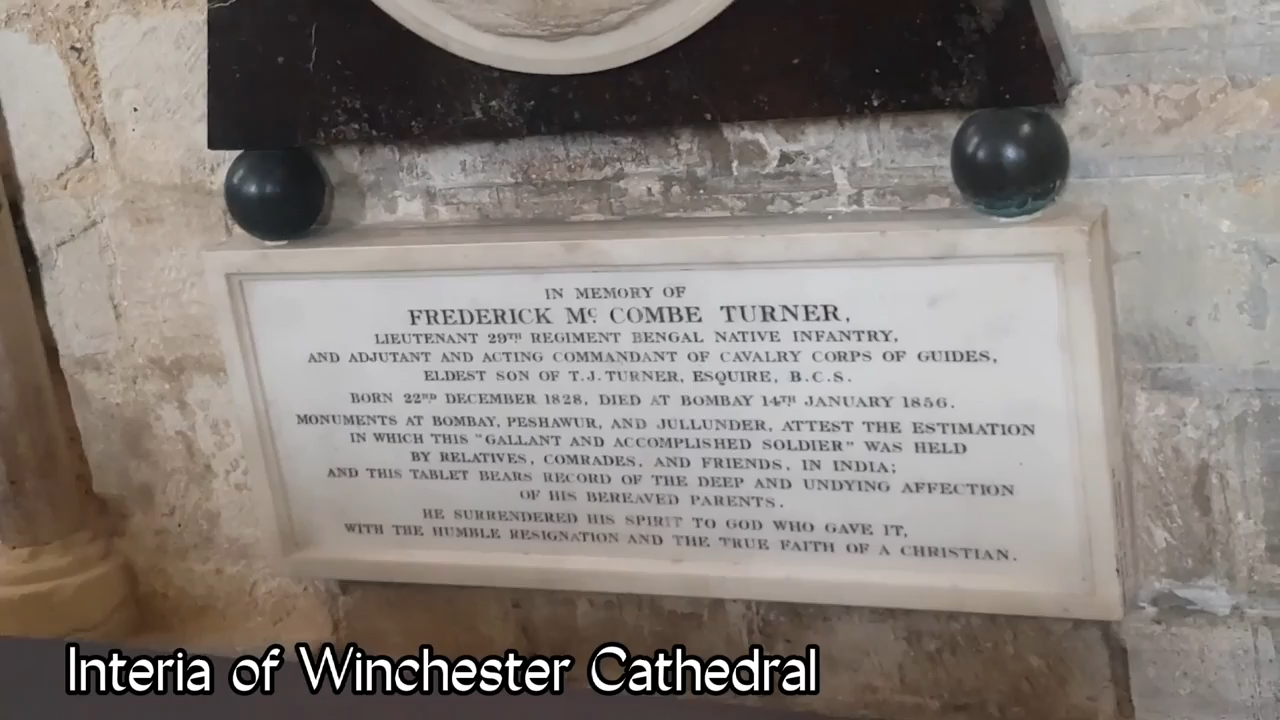 IN MEMORY OF
FREDERICK Mc COMBE TURNER,
LIEUTENANT 29TH REGIMENT BENGAL NATIVE INFANTRY,
AND ADJUTANT AND ACTING COMMANDANT OF CAVALRY CORPS OF GUIDES,
ELDEST SON OF T.J. TURNER, ESQUIRE, B.C.S.
BORN 22ND DECEMBER 1828, DIED AT BOMBAY 14TH JANUARY 1856.
MONUMENTS AT BOMBAY, PESHAWUR, AND JULLUNDER, ATTEST THE ESTIMATION
IN WHICH THIS "GALLANT AND ACCOMPLISHED SOLDIER" WAS HELD
BY RELATIVES, COMRADES, AND FRIENDS, IN INDIA;
AND THIS TABLET BEARS RECORD OF THE DEEP AND UNDYING AFFECTION
OF HIS BEREAVED PARENTS.
HE SURRENDERED HIS SPIRIT TO GOD WHO GAVE IT,
WITH THE HUMBLE RESIGNATION AND THE TRUE FAITH OF A CHRISTIAN.
Interia of Winchester Cathedral